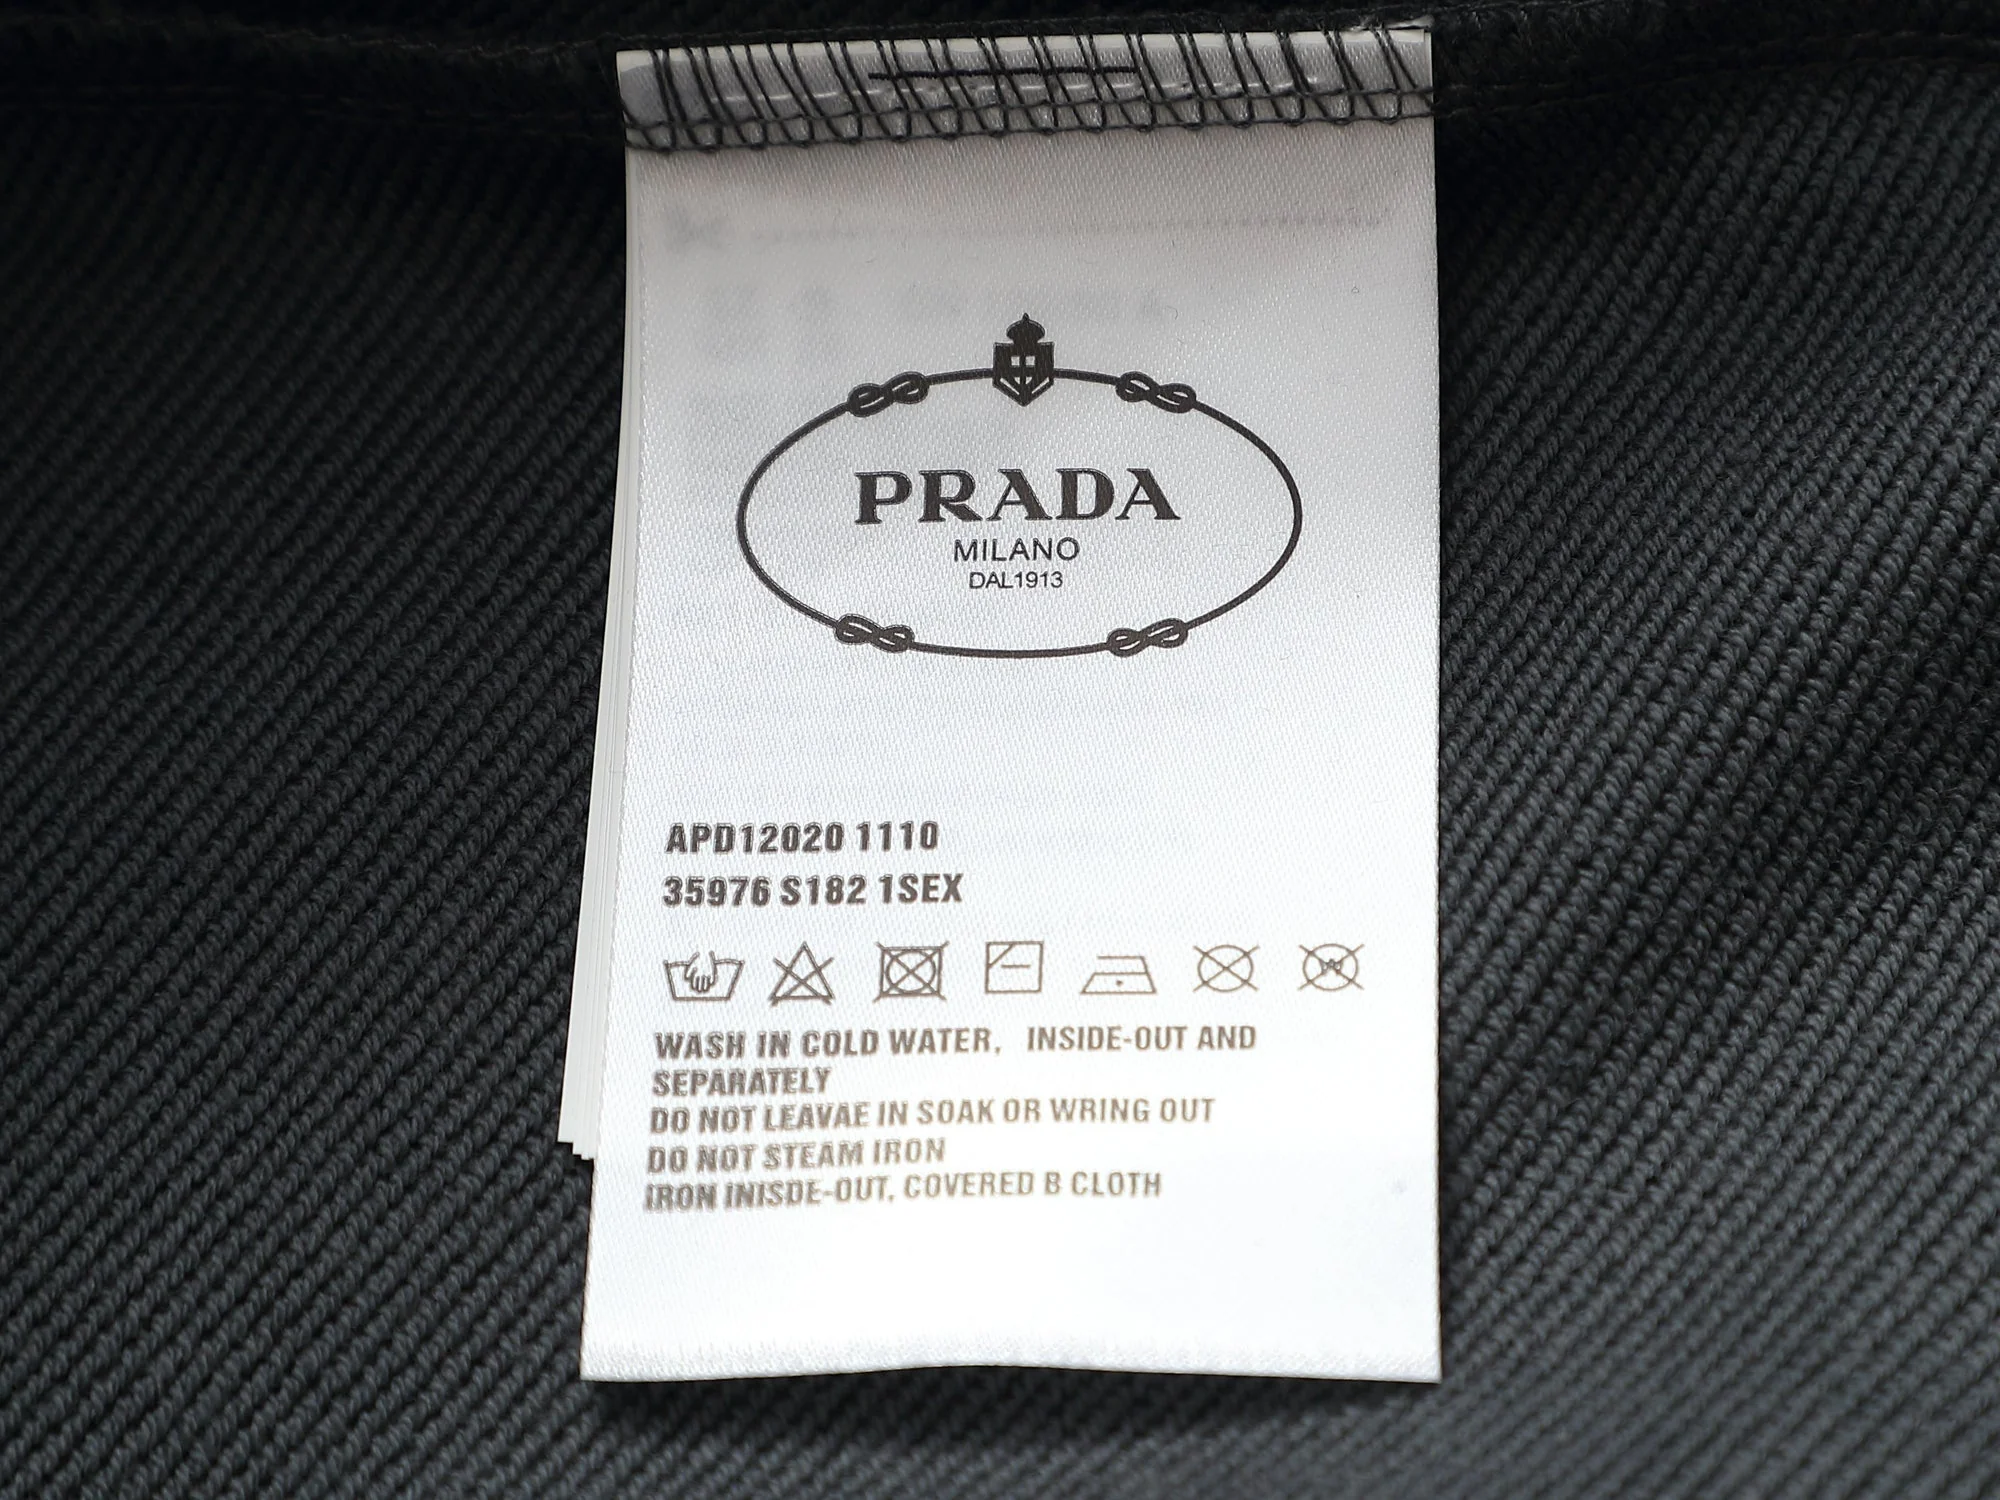 PRADA
MILANO
DAL1913
APD12020 1110
35976 S182 1SEX
WASH IN COLD WATER, INSIDE-OUT AND
SEPARATELY
DO NOT LEAVAE IN SOAK OR WRING OUT
DO NOT STEAM IRON
IRON INISDE-OUT, COVERED B CLOTH